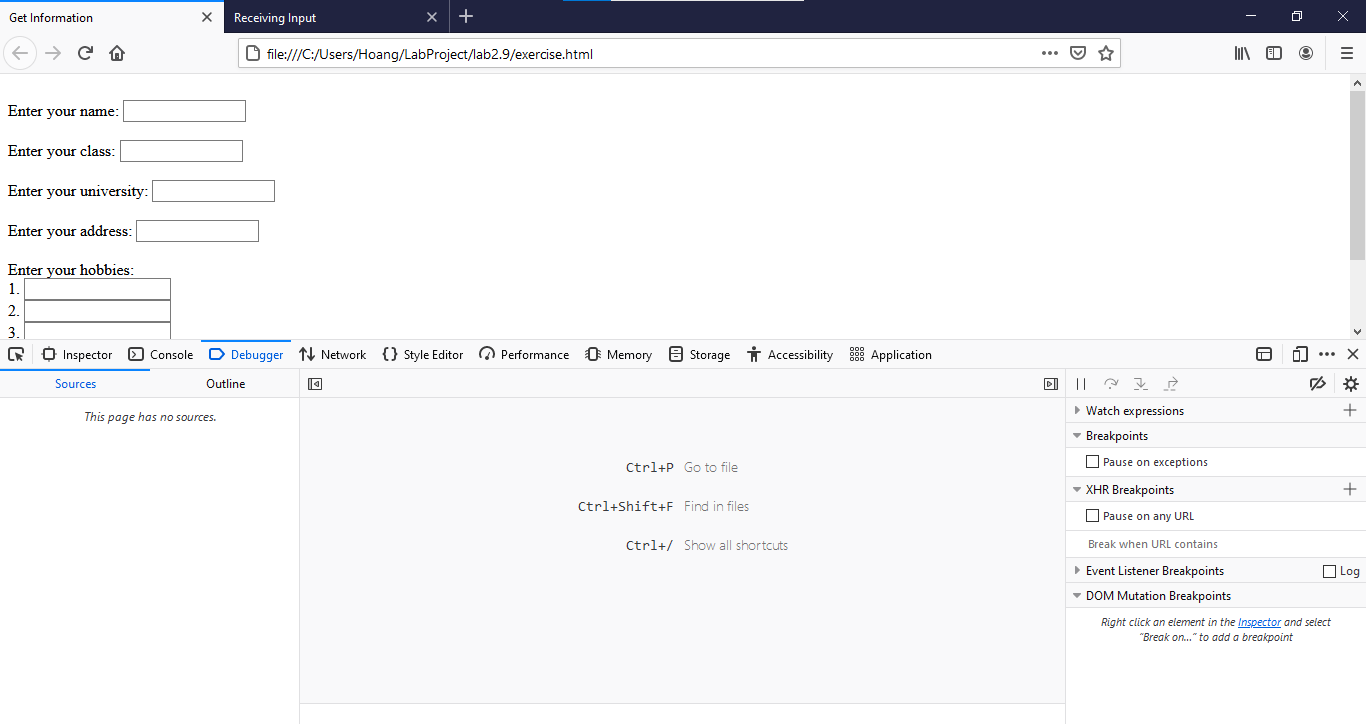 Get Information
Receiving Input
file:///C:/Users/Hoang/LabProject/lab2.9/exercise.html
Enter your name:
Enter your class:
Enter your university:
Enter your address:
Enter your hobbies:
1.
2.
3.
Inspector Console Debugger Network Style Editor Performance Memory Storage Accessibility Application
Sources Outline
This page has no sources.
Ctrl+P Go to file
Ctrl+Shift+F Find in files
Ctrl+/ Show all shortcuts
Watch expressions
Breakpoints
Pause on exceptions
XHR Breakpoints
Pause on any URL
Break when URL contains
Event Listener Breakpoints Log
DOM Mutation Breakpoints
Right click an element in the Inspector and select
“Break on…” to add a breakpoint